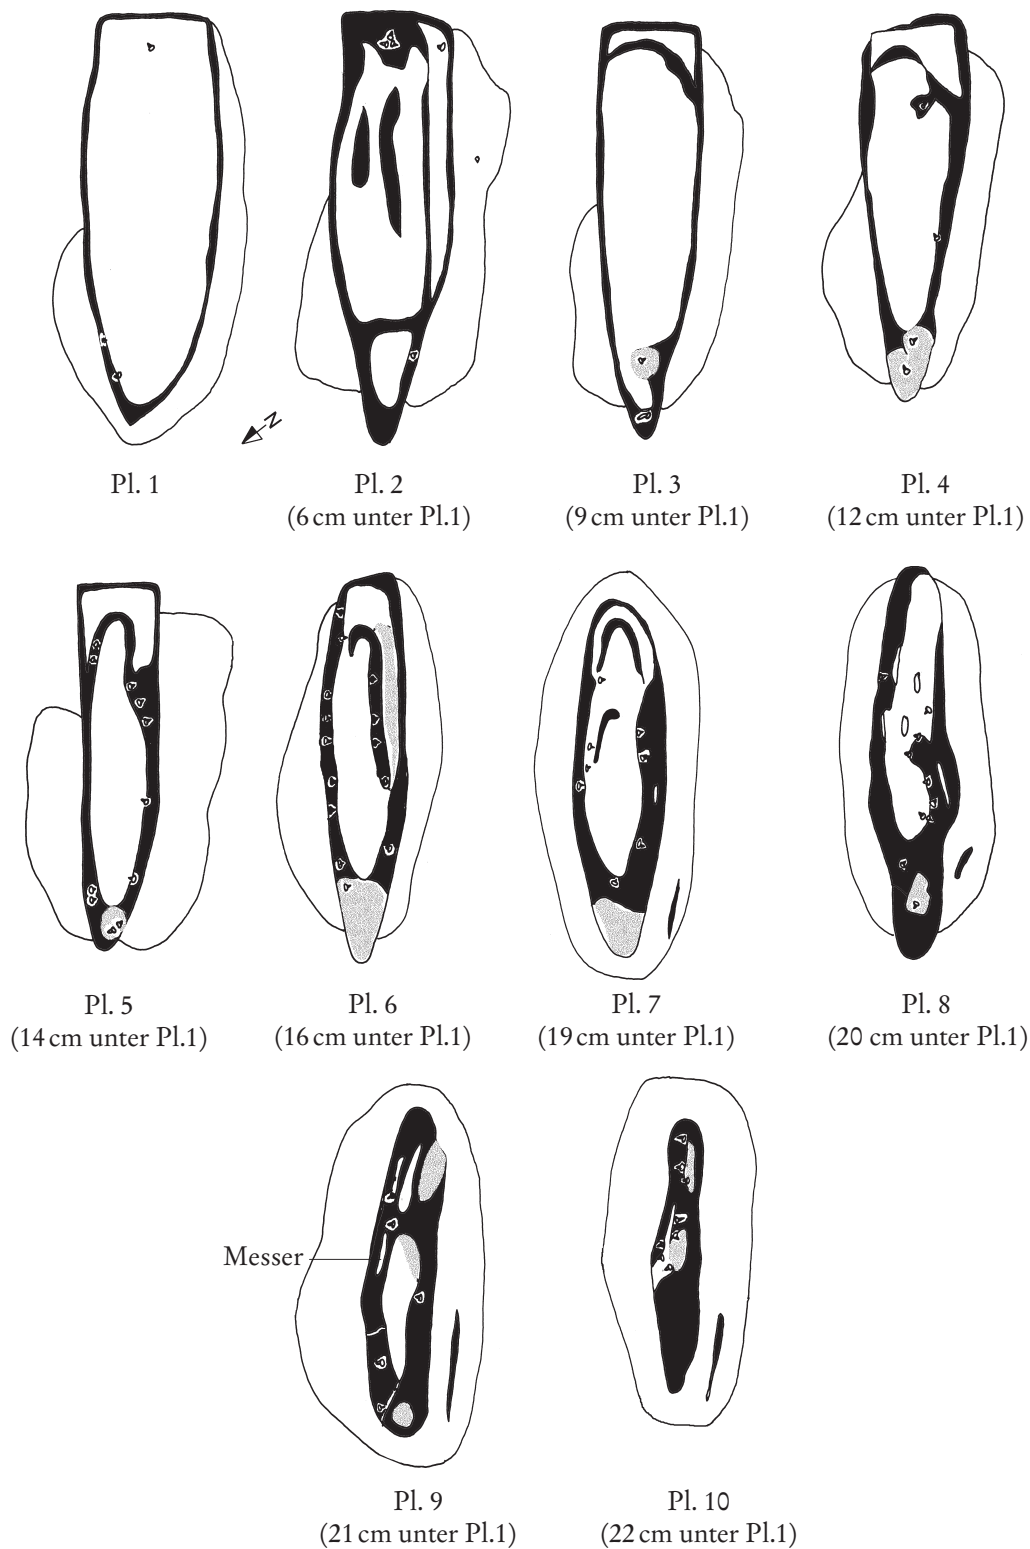 N
Pl. 1
Pl. 2
(6 cm unter Pl.1)
Pl. 3
(9 cm unter Pl.1)
Pl. 4
(12 cm unter Pl.1)
Pl. 5
(14 cm unter Pl.1)
Pl. 6
(16 cm unter Pl.1)
Pl. 7
(19 cm unter Pl.1)
Pl. 8
(20 cm unter Pl.1)
Messer
Pl. 9
(21 cm unter Pl.1)
Pl. 10
(22 cm unter Pl.1)